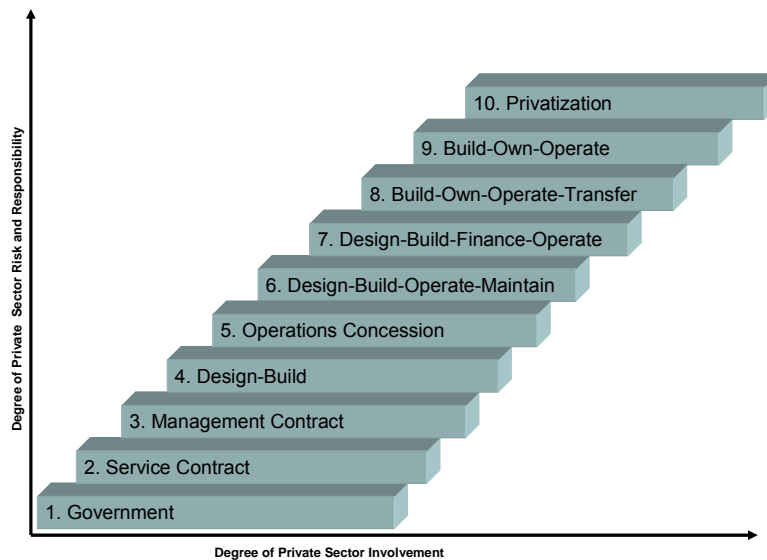 Degree of Private Sector Risk and Responsibility
10. Privatization
9. Build-Own-Operate
8. Build-Own-Operate-Transfer
7. Design-Build-Finance-Operate
6. Design-Build-Operate-Maintain
5. Operations Concession
4. Design-Build
3. Management Contract
2. Service Contract
1. Government
Degree of Private Sector Involvement